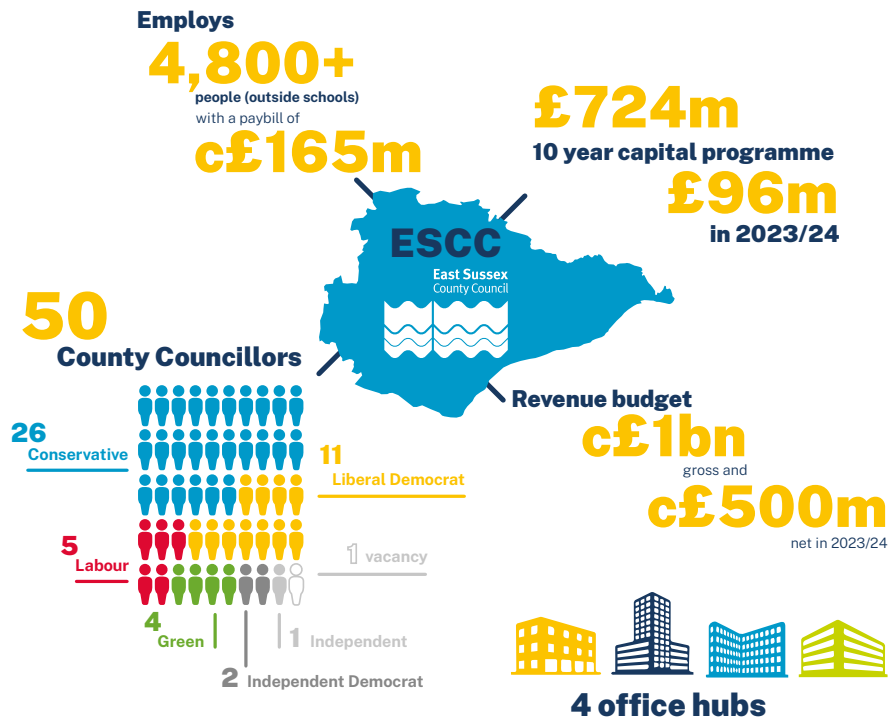 Employs
4,800+
people (outside schools)
with a paybill of
c£165m
£724m
10 year capital programme
£96m
in 2023/24
ESCC
East Sussex
County Council
50
County Councillors
26
Conservative
11
Liberal Democrat
5
Labour
1 vacancy
4
Green
1 Independent
2 Independent Democrat
Revenue budget
c£1bn
gross and
c£500m
net in 2023/24
4 office hubs